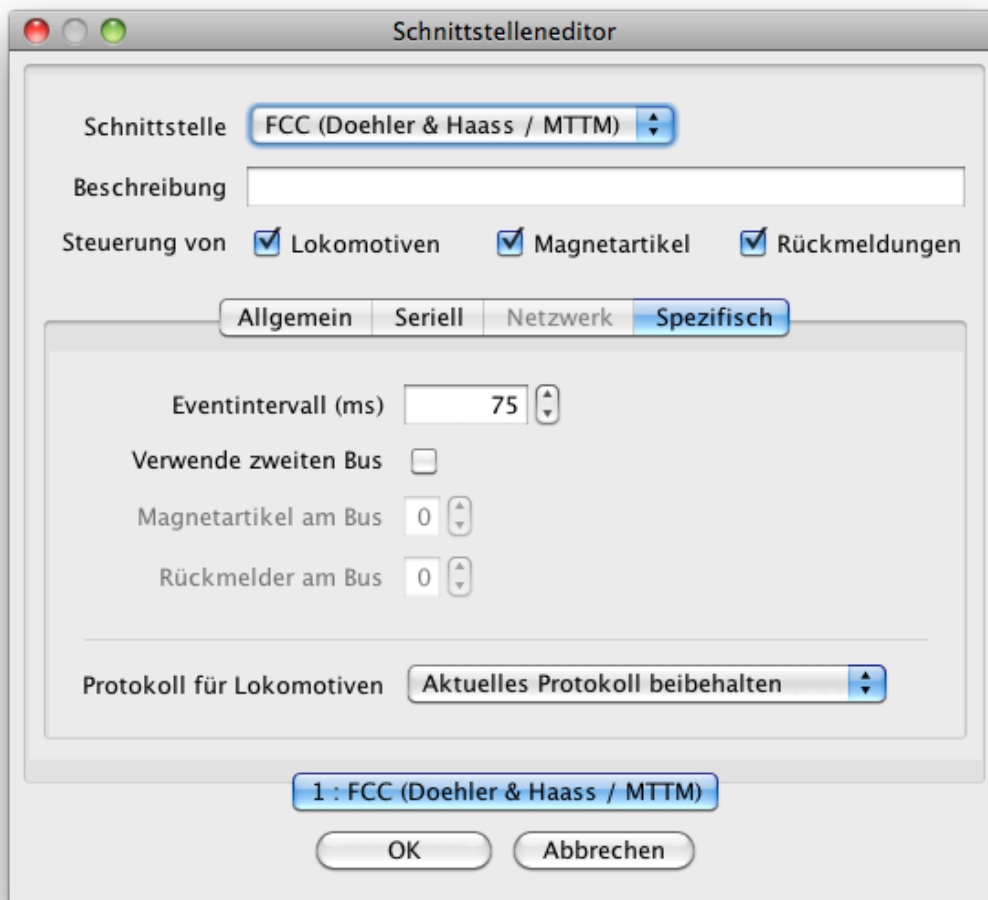 Schnittstelleneditor
Schnittstelle FCC (Doehler & Haass / MTTM)
Beschreibung
Steuerung von Lokomotiven Magnetartikel Rückmeldungen
Allgemein Seriell Netzwerk Spezifisch
Eventintervall (ms) 75
Verwende zweiten Bus
Magnetartikel am Bus 0
Rückmelder am Bus 0
Protokoll für Lokomotiven Aktuelles Protokoll beibehalten
1 : FCC (Doehler & Haass / MTTM)
OK Abbrechen